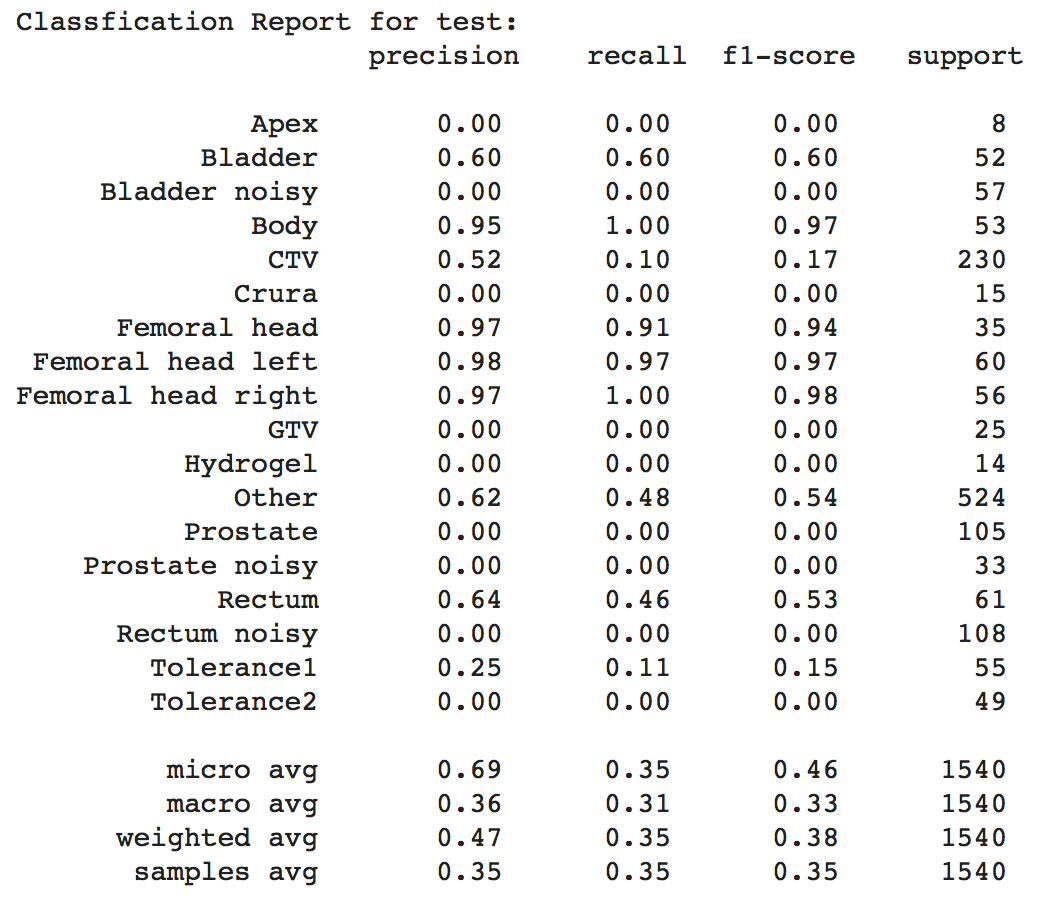 Classfication Report for test:
precision recall f1-score support
Apex 0.00 0.00 0.00 8
Bladder 0.60 0.60 0.60 52
Bladder noisy 0.00 0.00 0.00 57
Body 0.95 1.00 0.97 53
CTV 0.52 0.10 0.17 230
Crura 0.00 0.00 0.00 15
Femoral head 0.97 0.91 0.94 35
Femoral head left 0.98 0.97 0.97 60
Femoral head right 0.97 1.00 0.98 56
GTV 0.00 0.00 0.00 25
Hydrogel 0.00 0.00 0.00 14
Other 0.62 0.48 0.54 524
Prostate 0.00 0.00 0.00 105
Prostate noisy 0.00 0.00 0.00 33
Rectum 0.64 0.46 0.53 61
Rectum noisy 0.00 0.00 0.00 108
Tolerance1 0.25 0.11 0.15 55
Tolerance2 0.00 0.00 0.00 49
micro avg 0.69 0.35 0.46 1540
macro avg 0.36 0.31 0.33 1540
weighted avg 0.47 0.35 0.38 1540
samples avg 0.35 0.35 0.35 1540